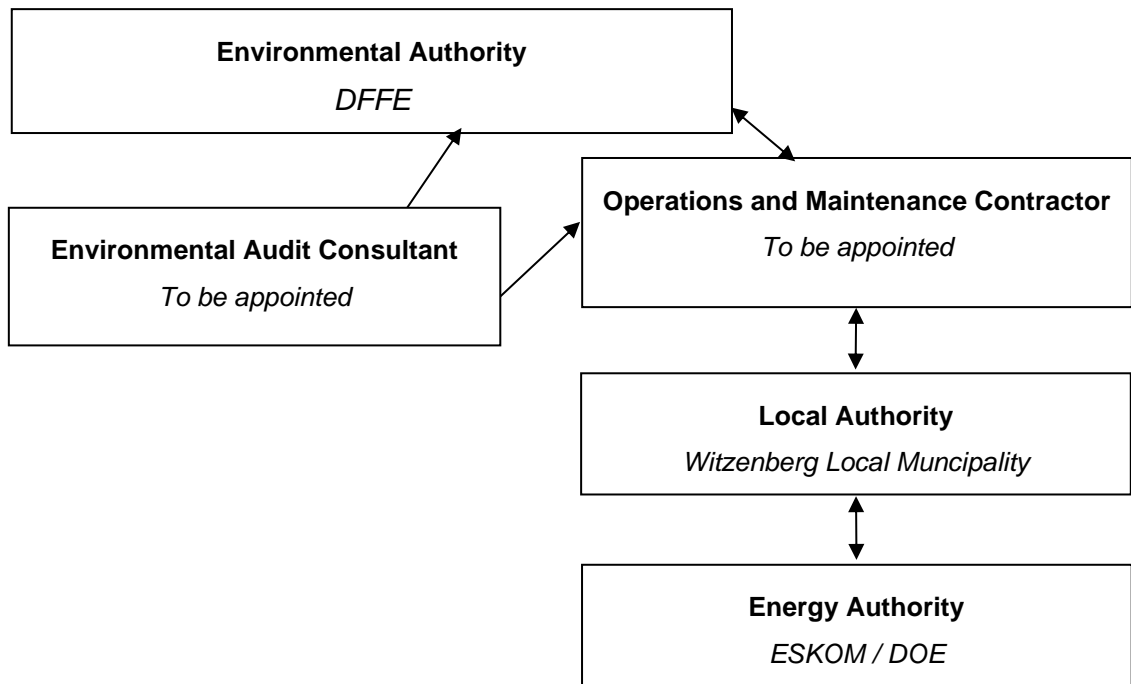 Environmental Authority
DFFE
Operations and Maintenance Contractor
To be appointed
Environmental Audit Consultant
To be appointed
Local Authority
Witzenberg Local Muncipality
Energy Authority
ESKOM / DOE